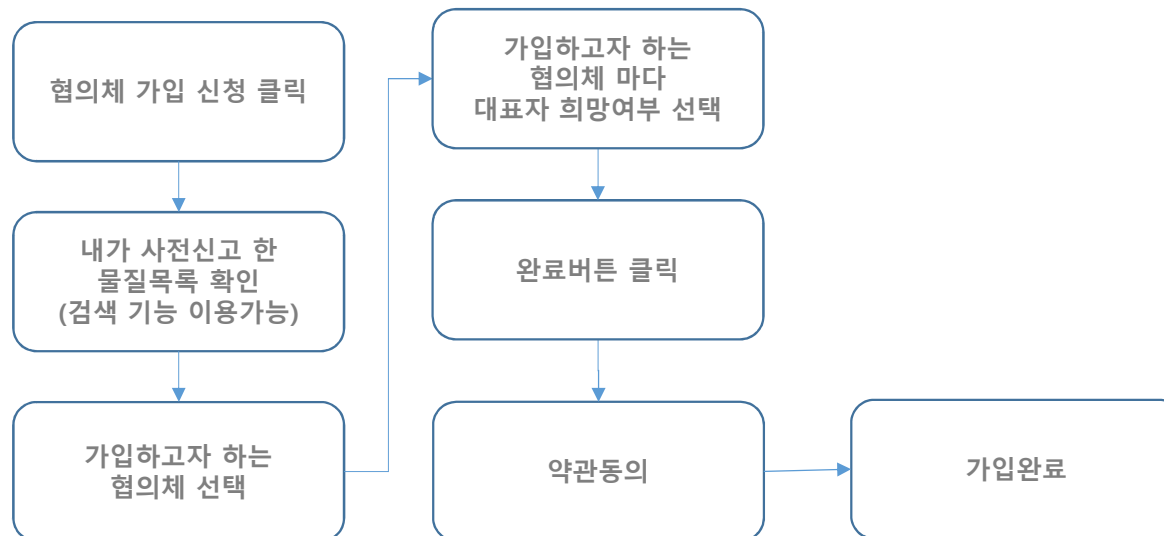 협의체 가입 신청 클릭
내가 사전신고 한
물질목록 확인
(검색 기능 이용가능)
가입하고자 하는
협의체 선택
가입하고자 하는
협의체 마다
대표자 희망여부 선택
완료버튼 클릭
약관동의
가입완료